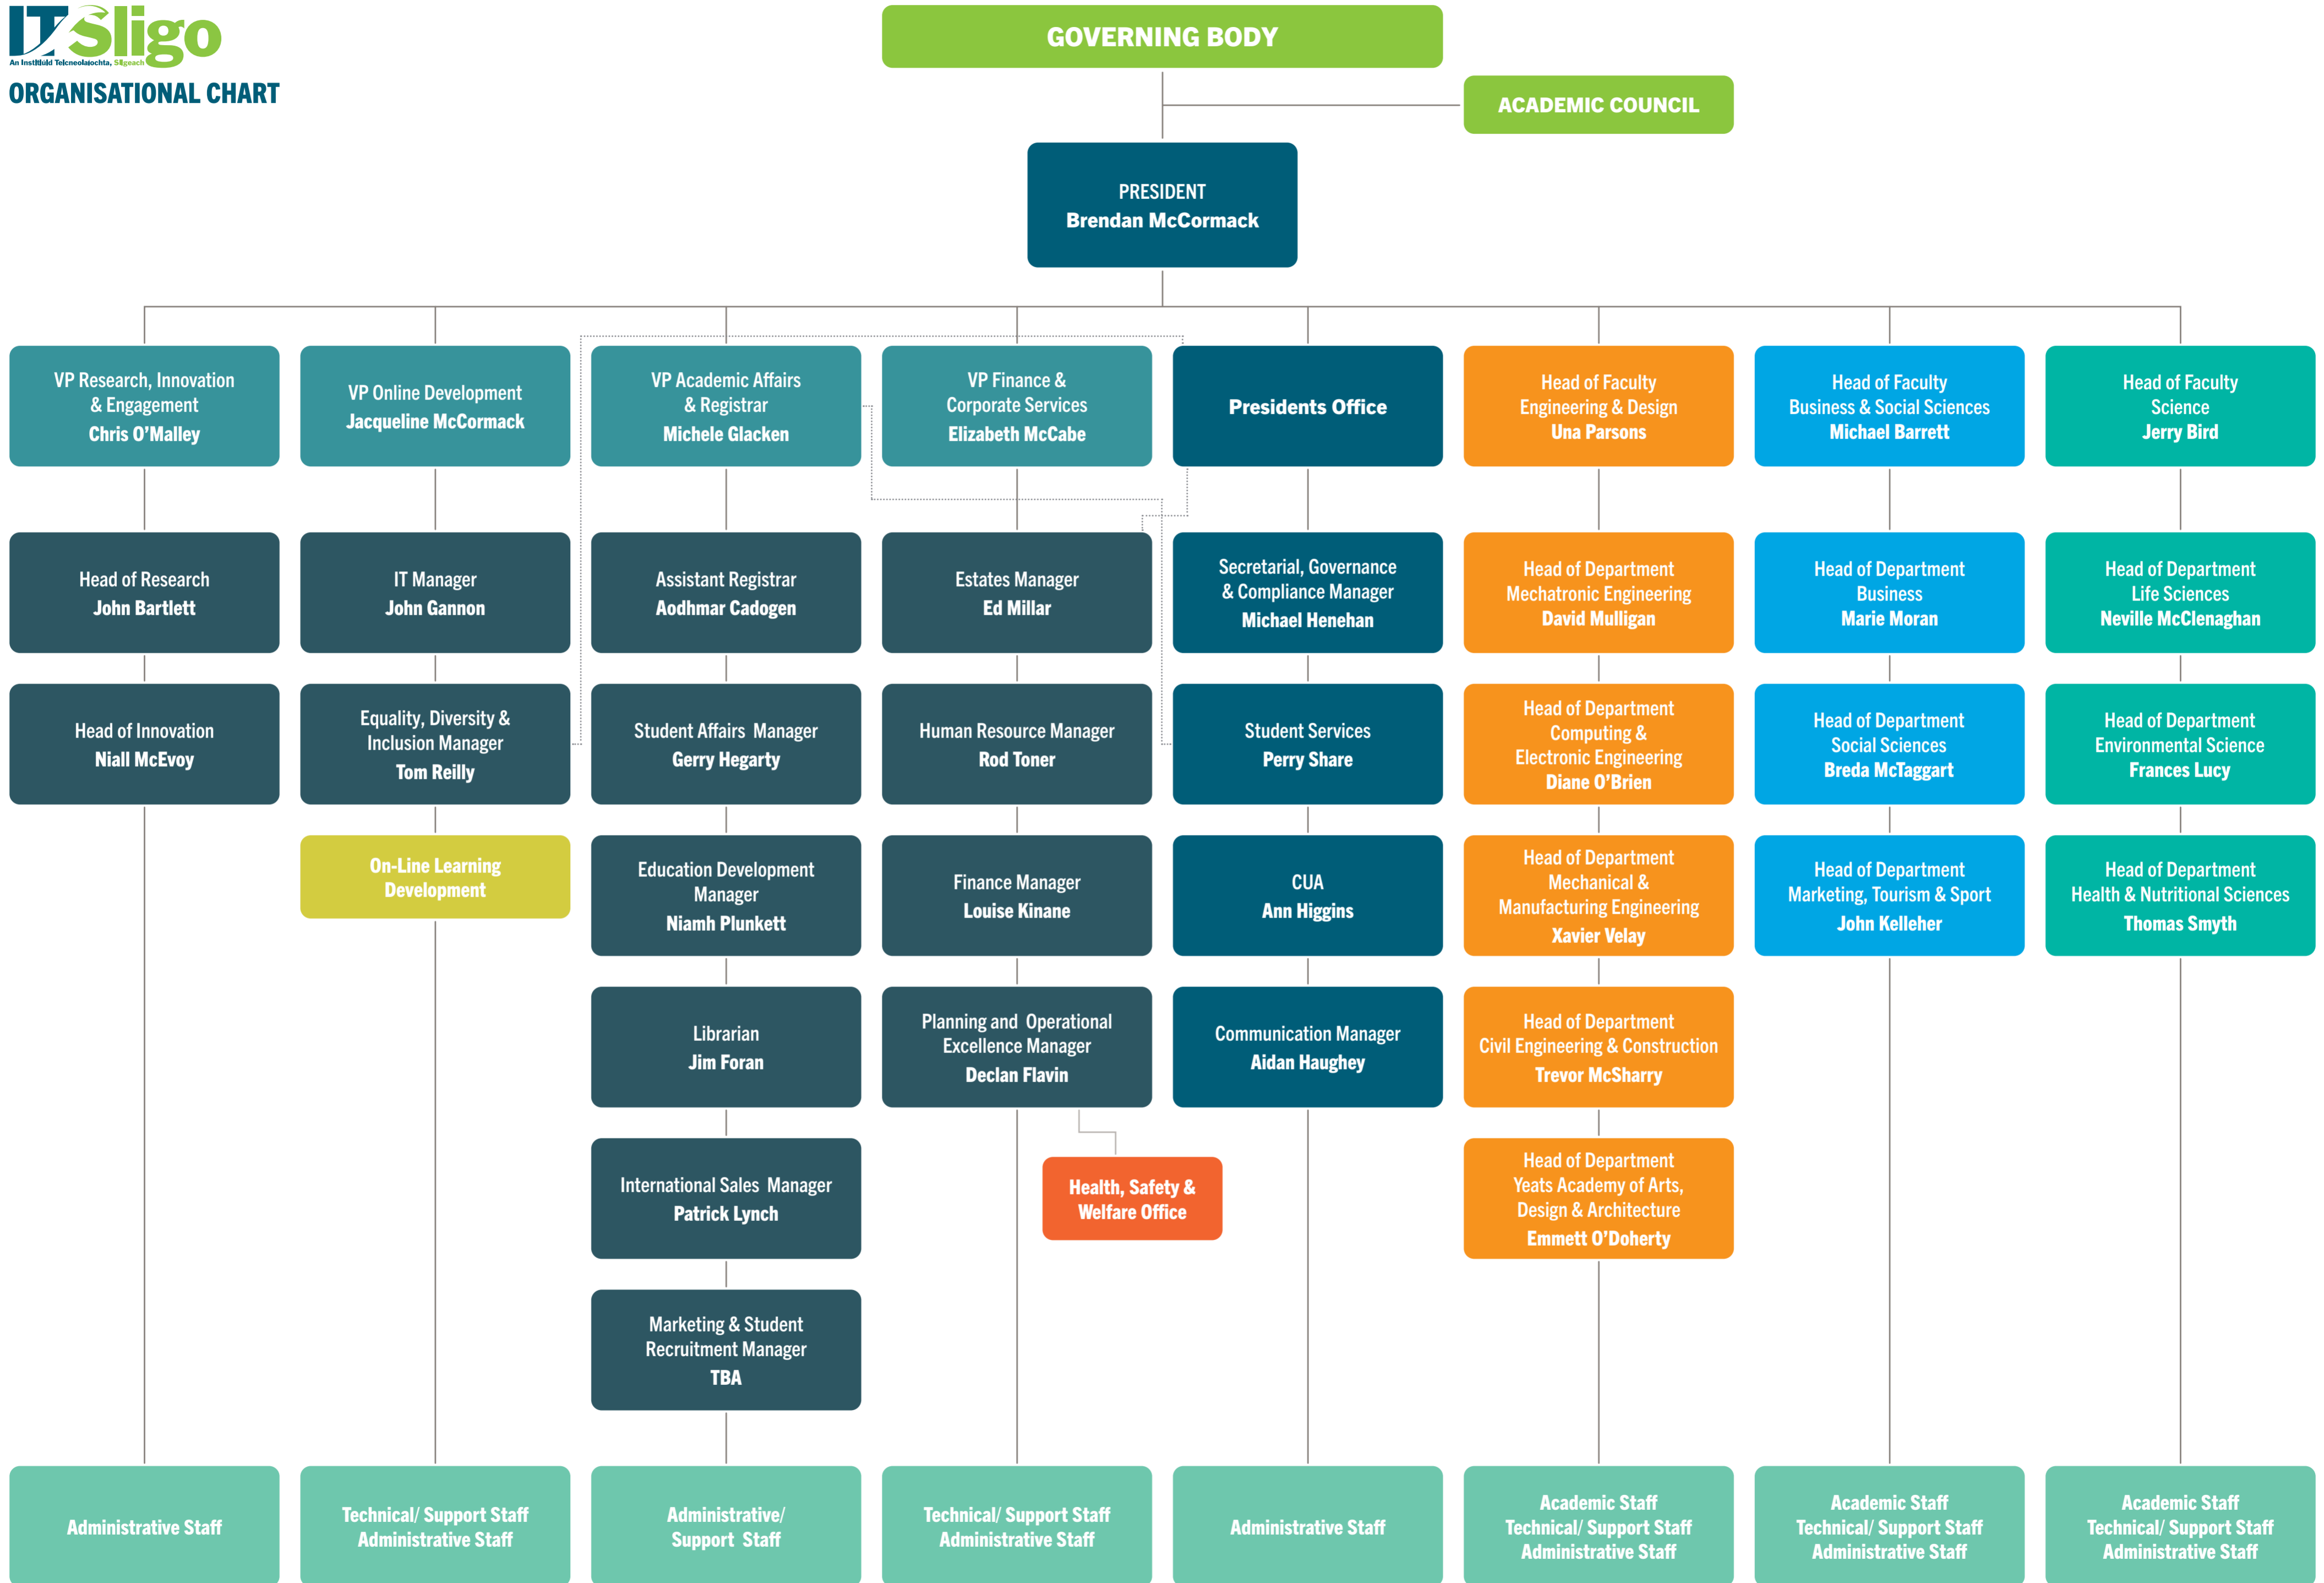 ITSligo
An Institiúid Teicneolaíochta, Sligeach
ORGANISATIONAL CHART
GOVERNING BODY
ACADEMIC COUNCIL
PRESIDENT
Brendan McCormack
VP Research, Innovation
& Engagement
Chris O'Malley
VP Online Development
Jacqueline McCormack
VP Academic Affairs
& Registrar
Michele Glacken
VP Finance &
Corporate Services
Elizabeth McCabe
Presidents Office
Head of Faculty
Engineering & Design
Una Parsons
Head of Faculty
Business & Social Sciences
Michael Barrett
Head of Faculty
Science
Jerry Bird
Head of Research
John Bartlett
IT Manager
John Gannon
Assistant Registrar
Aodhmar Cadogen
Estates Manager
Ed Millar
Secretarial, Governance
& Compliance Manager
Michael Henehan
Head of Department
Mechatronic Engineering
David Mulligan
Head of Department
Business
Marie Moran
Head of Department
Life Sciences
Neville McClenaghan
Head of Innovation
Niall McEvoy
Equality, Diversity &
Inclusion Manager
Tom Reilly
Student Affairs Manager
Gerry Hegarty
Human Resource Manager
Rod Toner
Student Services
Perry Share
Head of Department
Computing &
Electronic Engineering
Diane O'Brien
Head of Department
Social Sciences
Breda McTaggart
Head of Department
Environmental Science
Frances Lucy
On-Line Learning
Development
Education Development
Manager
Niamh Plunkett
Finance Manager
Louise Kinane
CUA
Ann Higgins
Head of Department
Mechanical &
Manufacturing Engineering
Xavier Velay
Head of Department
Marketing, Tourism & Sport
John Kelleher
Head of Department
Health & Nutritional Sciences
Thomas Smyth
Librarian
Jim Foran
Planning and Operational
Excellence Manager
Declan Flavin
Communication Manager
Aidan Haughey
Head of Department
Civil Engineering & Construction
Trevor McSharry
International Sales Manager
Patrick Lynch
Health, Safety &
Welfare Office
Head of Department
Yeats Academy of Arts,
Design & Architecture
Emmett O'Doherty
Marketing & Student
Recruitment Manager
TBA
Administrative Staff
Technical/ Support Staff
Administrative Staff
Administrative/
Support Staff
Technical/ Support Staff
Administrative Staff
Administrative Staff
Academic Staff
Technical/ Support Staff
Administrative Staff
Academic Staff
Technical/ Support Staff
Administrative Staff
Academic Staff
Technical/ Support Staff
Administrative Staff